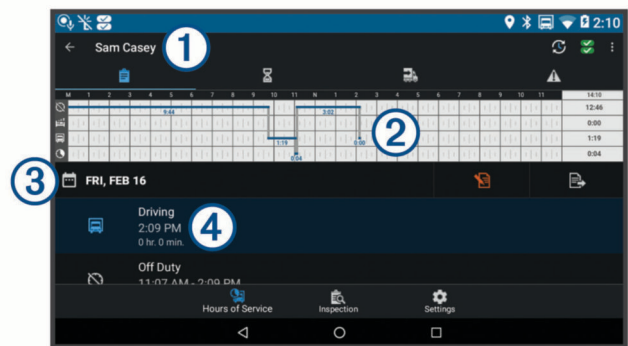 2:10
Sam Casey
1
M 1 2 3 4 5 6 7 8 9 10 11 N 1 2 3 4 5 6 7 8 9 10 11 14:10
9:44 3:02 12:46
0:00
1:19 0:00 1:19
0:04 0:04
2
3
FRI, FEB 16
Driving
2:09 PM
0 hr. 0 min.
4
Off Duty
11:07 AM - 2:09 PM
Hours of Service Inspection Settings